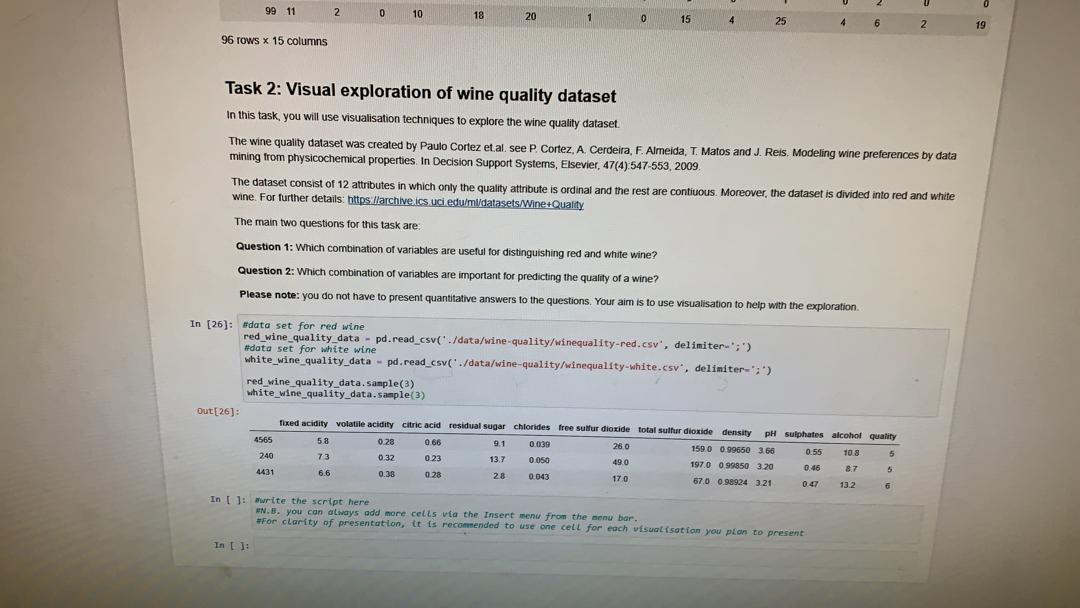 99 11 2 0 10 18 20 1 0 15 4 25 4 6 2 19
96 rows x 15 columns
Task 2: Visual exploration of wine quality dataset
In this task, you will use visualisation techniques to explore the wine quality dataset.
The wine quality dataset was created by Paulo Cortez et.al. see P. Cortez, A. Cerdeira, F. Almeida, T. Matos and J. Reis. Modeling wine preferences by data
mining from physicochemical properties. In Decision Support Systems, Elsevier, 47(4):547-553, 2009.
The dataset consist of 12 attributes in which only the quality attribute is ordinal and the rest are contiuous. Moreover, the dataset is divided into red and white
wine. For further details: https://archive.ics.uci.edu/ml/datasets/Wine+Quality
The main two questions for this task are:
Question 1: Which combination of variables are useful for distinguishing red and white wine?
Question 2: Which combination of variables are important for predicting the quality of a wine?
Please note: you do not have to present quantitative answers to the questions. Your aim is to use visualisation to help with the exploration.
In [26]: #data set for red wine
red_wine_quality_data = pd.read_csv('./data/wine-quality/winequality-red.csv', delimiter=';')
#data set for white wine
white_wine_quality_data = pd.read_csv('./data/wine-quality/winequality-white.csv', delimiter=';')
red_wine_quality_data.sample(3)
white_wine_quality_data.sample(3)
Out[26]:
fixed acidity volatile acidity citric acid residual sugar chlorides free sulfur dioxide total sulfur dioxide density pH sulphates alcohol quality
4565 5.8 0.28 0.66 9.1 0.039 26.0 159.0 0.99650 3.66 0.55 10.8 5
240 7.3 0.32 0.23 13.7 0.050 49.0 197.0 0.99850 3.20 0.46 8.7 5
4431 6.6 0.38 0.28 2.8 0.043 17.0 67.0 0.98924 3.21 0.47 13.2 6
In [ ]: #write the script here
#N.B. you can always add more cells via the Insert menu from the menu bar.
#For clarity of presentation, it is recommended to use one cell for each visualisation you plan to present
In [ ]: